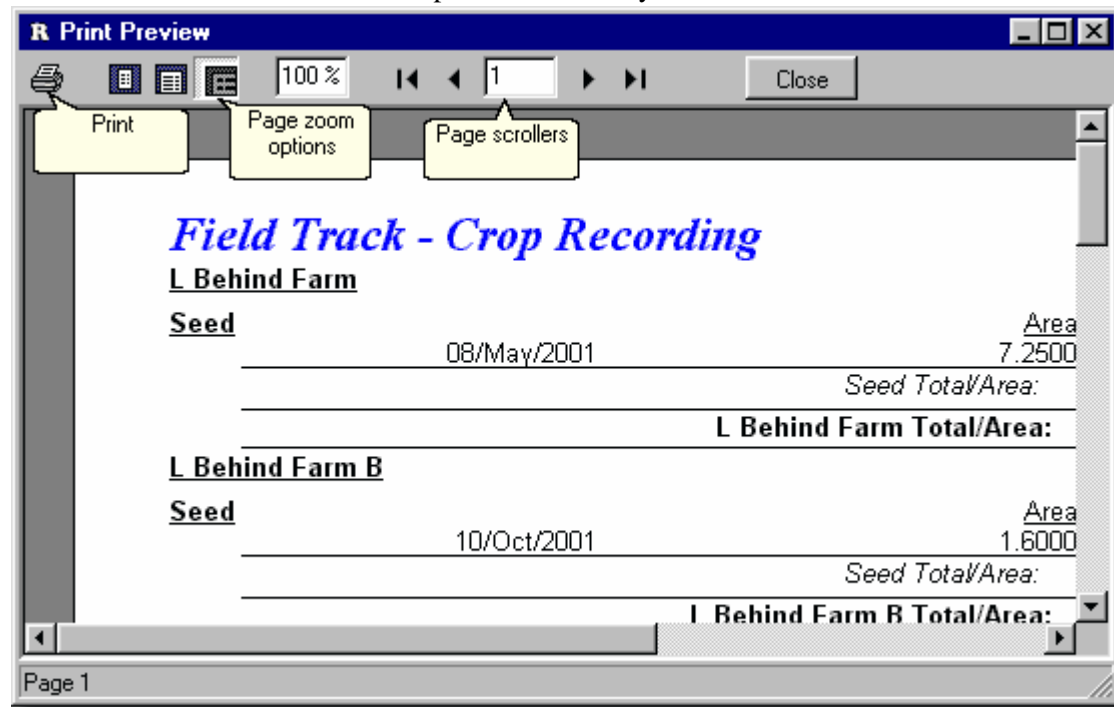 R Print Preview
100 % 1 Close
Print
Page zoom
options
Page scrollers
Field Track - Crop Recording
L Behind Farm
Seed Area
08/May/2001 7.2500
Seed Total/Area:
L Behind Farm Total/Area:
L Behind Farm B
Seed Area
10/Oct/2001 1.6000
Seed Total/Area:
L Behind Farm B Total/Area:
Page 1